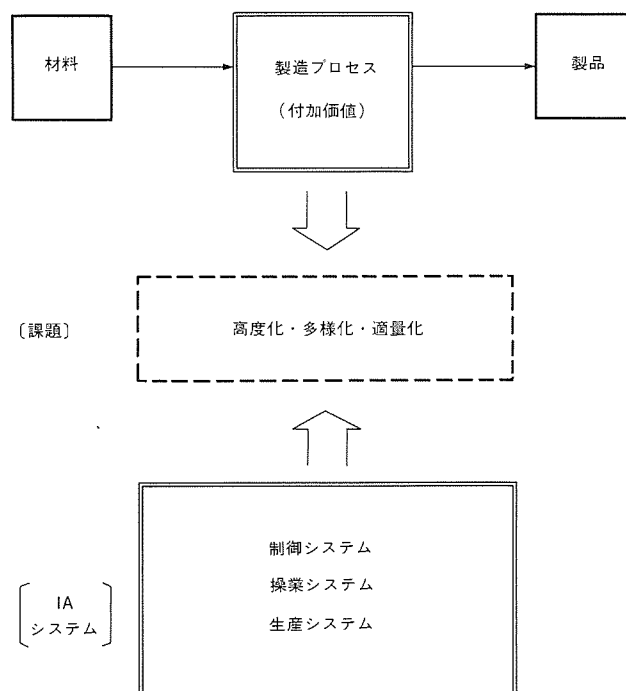 材料
製造プロセス
(付加価値)
製品
〔課題〕
高度化・多様化・適量化
制御システム
操業システム
生産システム
IA
システム